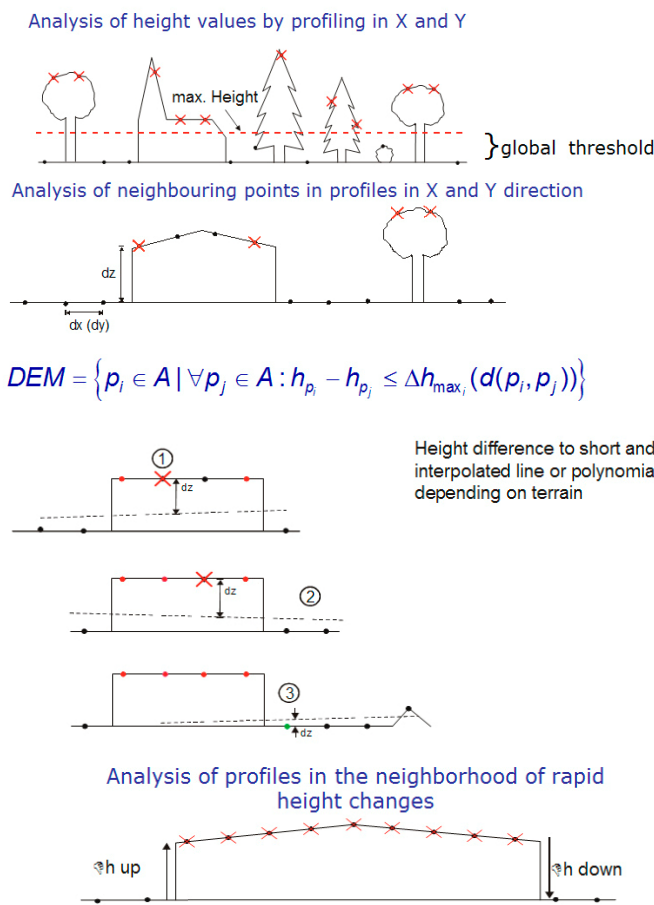 Analysis of height values by profiling in X and Y
max. Height
}global threshold
Analysis of neighbouring points in profiles in X and Y direction
dz
dx (dy)
DEM = {p_i ∈ A | ∀p_j ∈ A : h_{p_i} − h_{p_j} ≤ Δh_{max_i}(d(p_i, p_j))}
Height difference to short and
interpolated line or polynomia
depending on terrain
1
dz
dz
2
3
dz
Analysis of profiles in the neighborhood of rapid
height changes
h up
h down